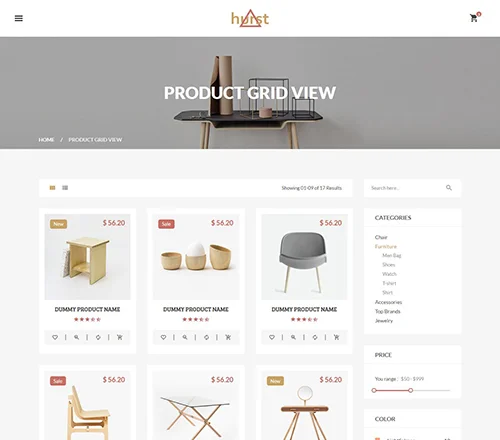 hurst
PRODUCT GRID VIEW
HOME / PRODUCT GRID VIEW
Showing 01-09 of 17 Results
Search here...
New
$ 56.20
Sale
$ 56.20
$ 56.20
DUMMY PRODUCT NAME
DUMMY PRODUCT NAME
DUMMY PRODUCT NAME
CATEGORIES
Chair
Furniture
Men Bag
Shoes
Watch
T-shirt
Shirt
Accessories
Top Brands
Jewelry
PRICE
You range : $50 - $999
COLOR
Sale
$ 56.20
$ 56.20
New
$ 56.20